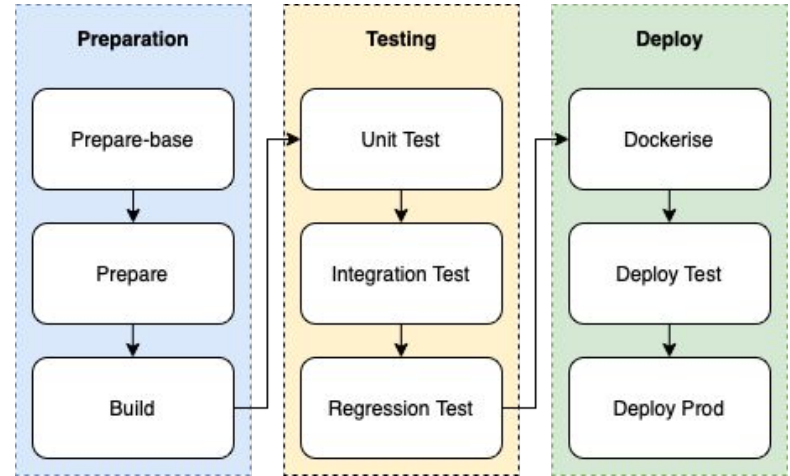 Preparation
Prepare-base
Prepare
Build
Testing
Unit Test
Integration Test
Regression Test
Deploy
Dockerise
Deploy Test
Deploy Prod